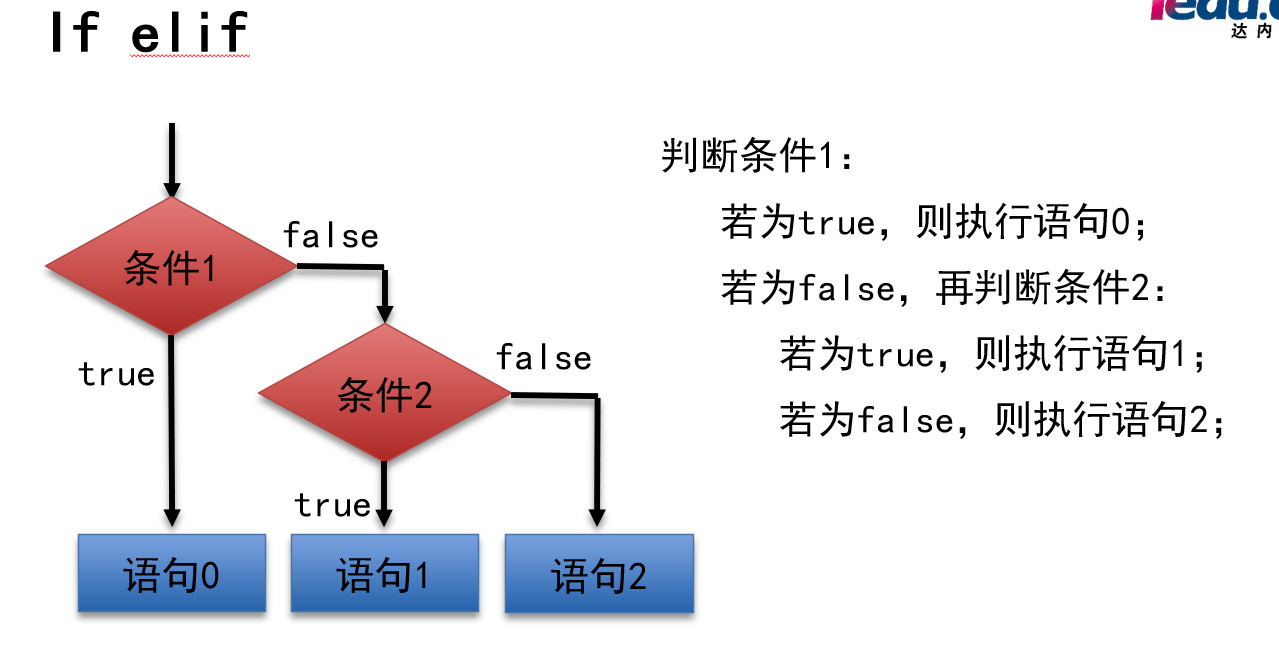 If elif
达内
判断条件1：
若为true，则执行语句0；
若为false，再判断条件2：
若为true，则执行语句1；
若为false，则执行语句2；
条件1
false
true
条件2
false
true
语句0
语句1
语句2